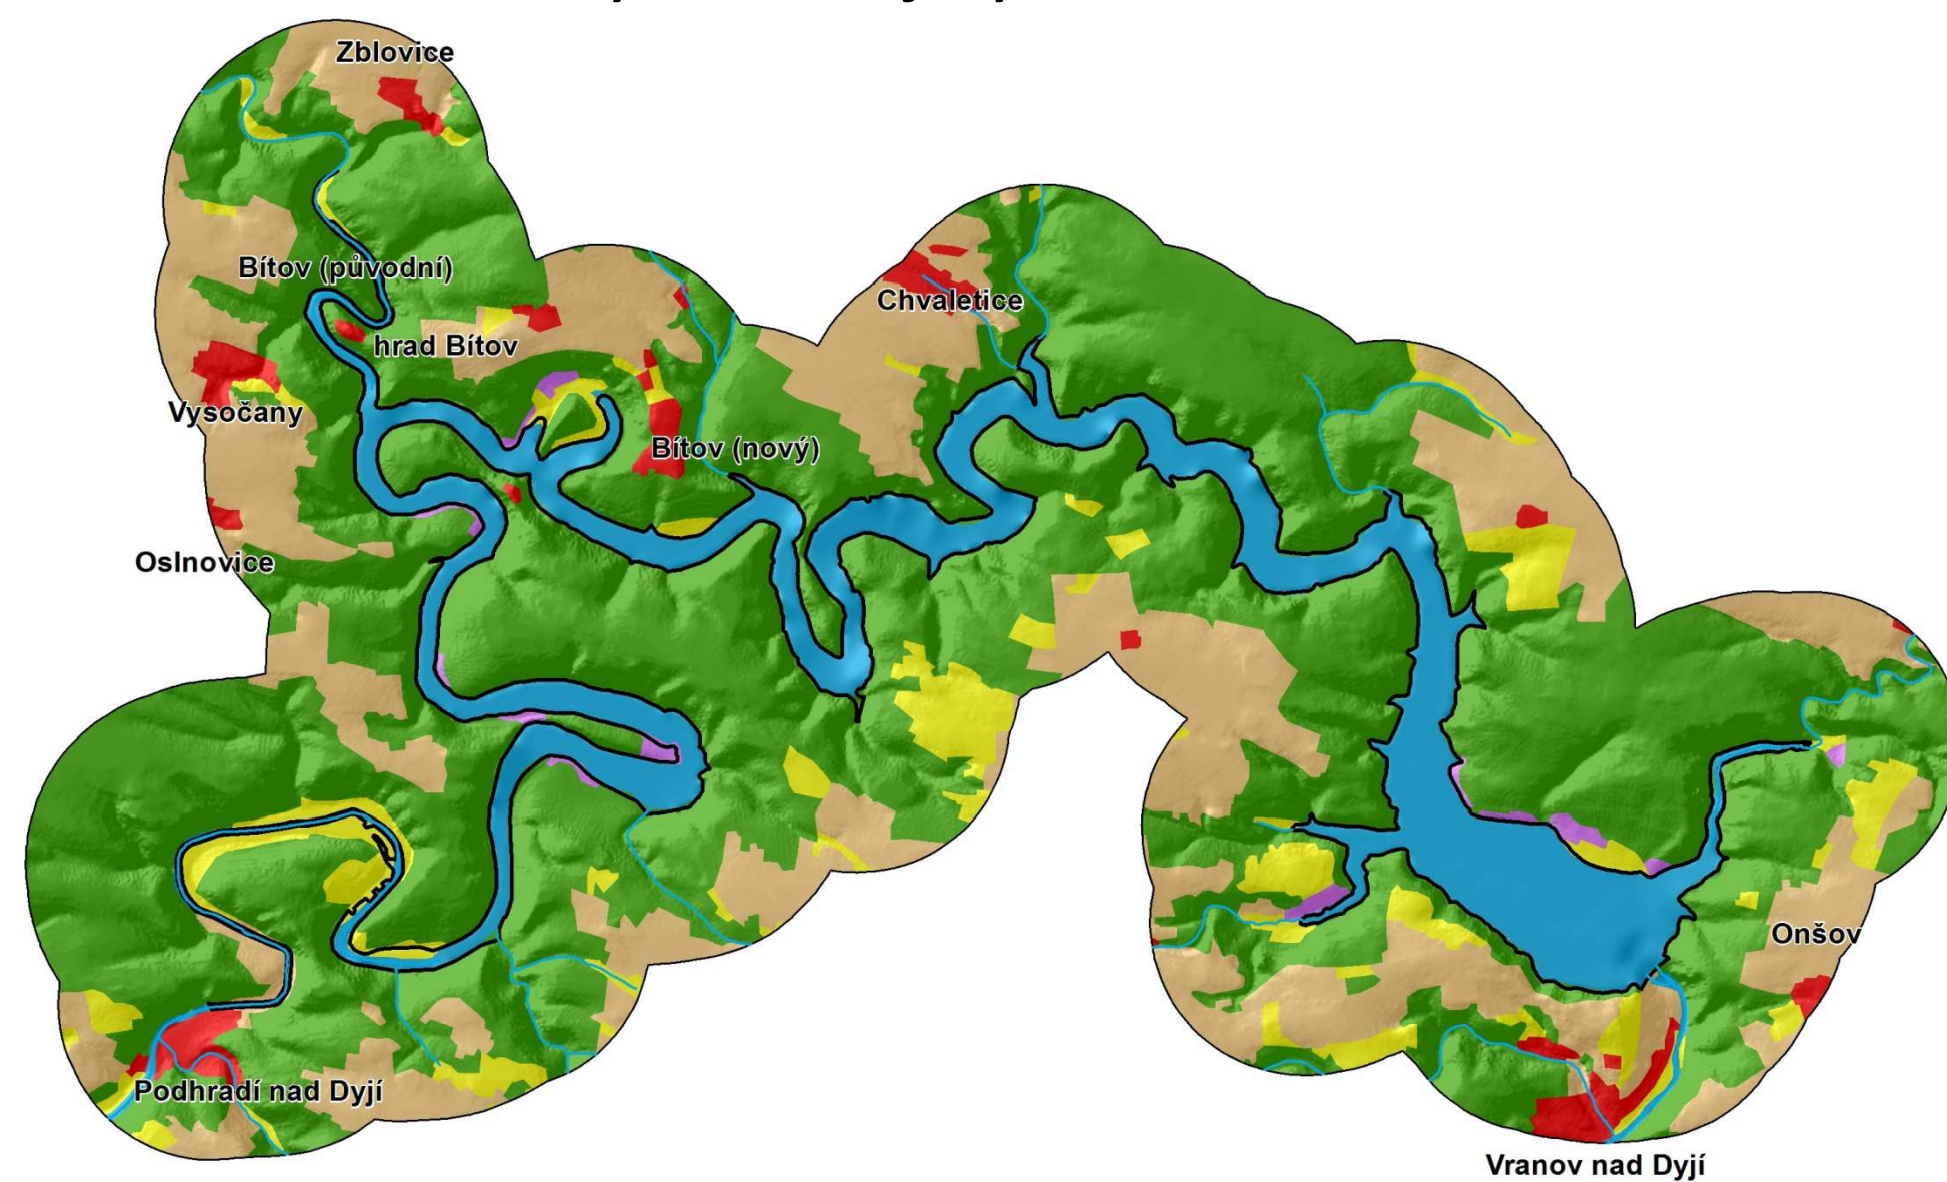 Zblovice
Bítov (původní)
Chvaletice
hrad Bítov
Vysočany
Bítov (nový)
Oslnovice
Onšov
Podhradí nad Dyjí
Vranov nad Dyjí